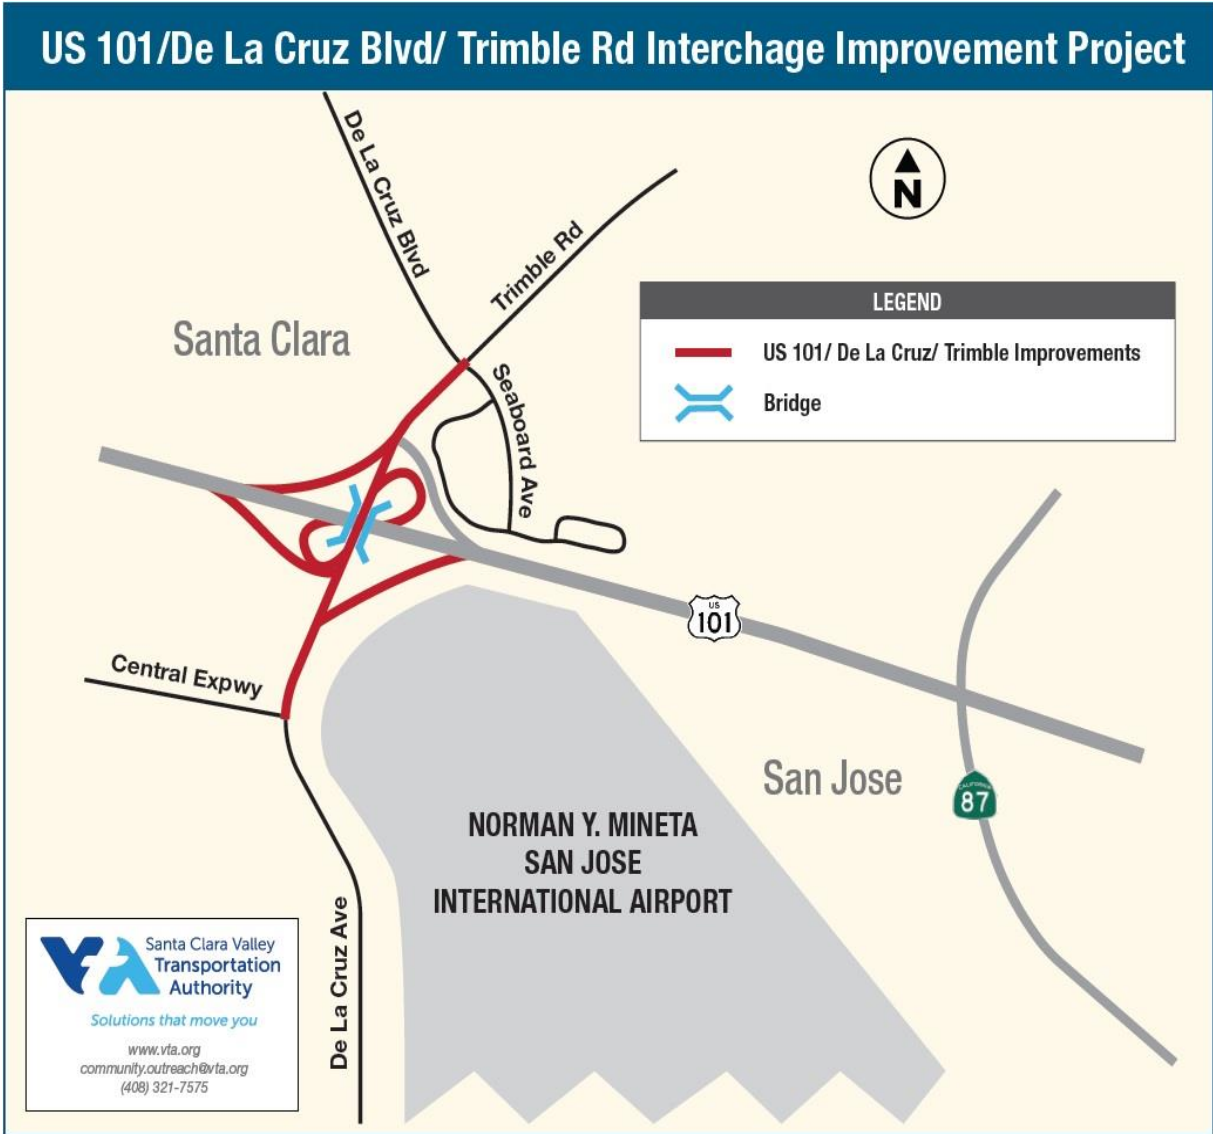 US 101/De La Cruz Blvd/ Trimble Rd Interchage Improvement Project
De La Cruz Blvd
Trimble Rd
N
LEGEND
US 101/ De La Cruz/ Trimble Improvements
Bridge
Santa Clara
Seaboard Ave
US
101
Central Expwy
San Jose
CALIFORNIA
87
NORMAN Y. MINETA
SAN JOSE
INTERNATIONAL AIRPORT
De La Cruz Ave
VTA
Santa Clara Valley
Transportation
Authority
Solutions that move you
www.vta.org
community.outreach@vta.org
(408) 321-7575